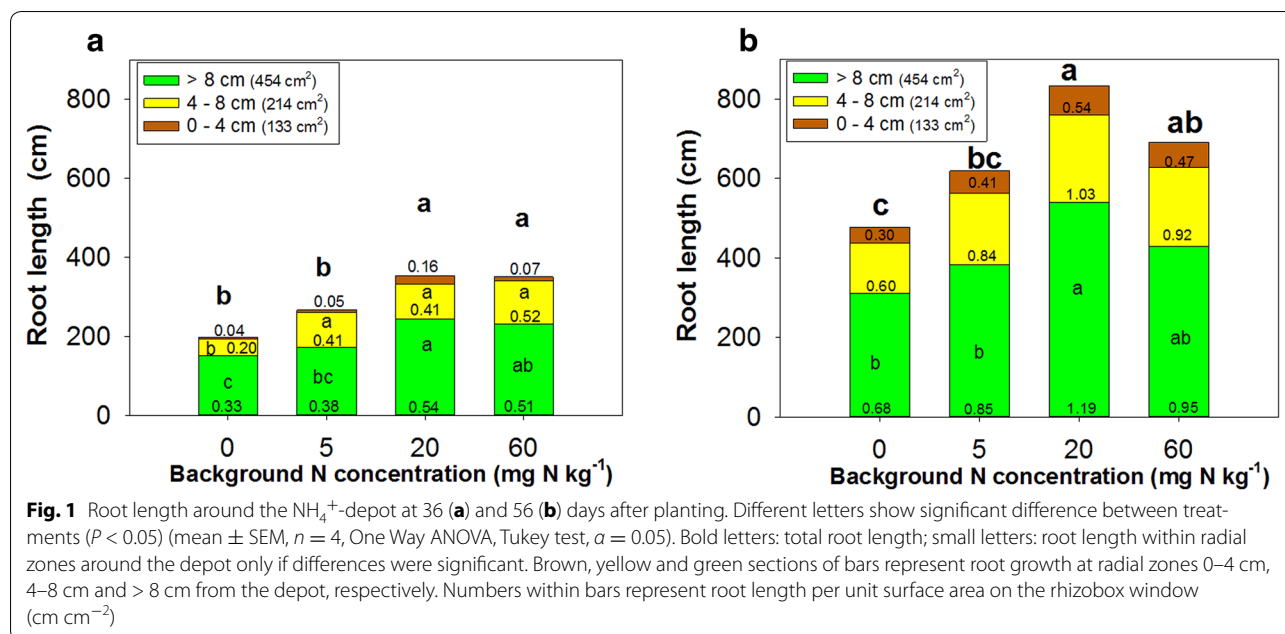 a
> 8 cm (454 cm²)
4 - 8 cm (214 cm²)
0 - 4 cm (133 cm²)
Root length (cm)
800
600
400
200
0
b
b
a
a
0.04
0.05
0.16
0.07
b 0.20
a
0.41
a
0.41
a
0.52
c
bc
a
ab
0.33
0.38
0.54
0.51
0
5
20
60
Background N concentration (mg N kg⁻¹)
b
> 8 cm (454 cm²)
4 - 8 cm (214 cm²)
0 - 4 cm (133 cm²)
Root length (cm)
800
600
400
200
0
c
bc
a
ab
0.30
0.41
0.54
0.47
0.60
0.84
1.03
0.92
b
b
a
ab
0.68
0.85
1.19
0.95
0
5
20
60
Background N concentration (mg N kg⁻¹)
Fig. 1 Root length around the NH₄⁺-depot at 36 (a) and 56 (b) days after planting. Different letters show significant difference between treat-
ments (P < 0.05) (mean ± SEM, n = 4, One Way ANOVA, Tukey test, α = 0.05). Bold letters: total root length; small letters: root length within radial
zones around the depot only if differences were significant. Brown, yellow and green sections of bars represent root growth at radial zones 0–4 cm,
4–8 cm and > 8 cm from the depot, respectively. Numbers within bars represent root length per unit surface area on the rhizobox window
(cm cm⁻²)